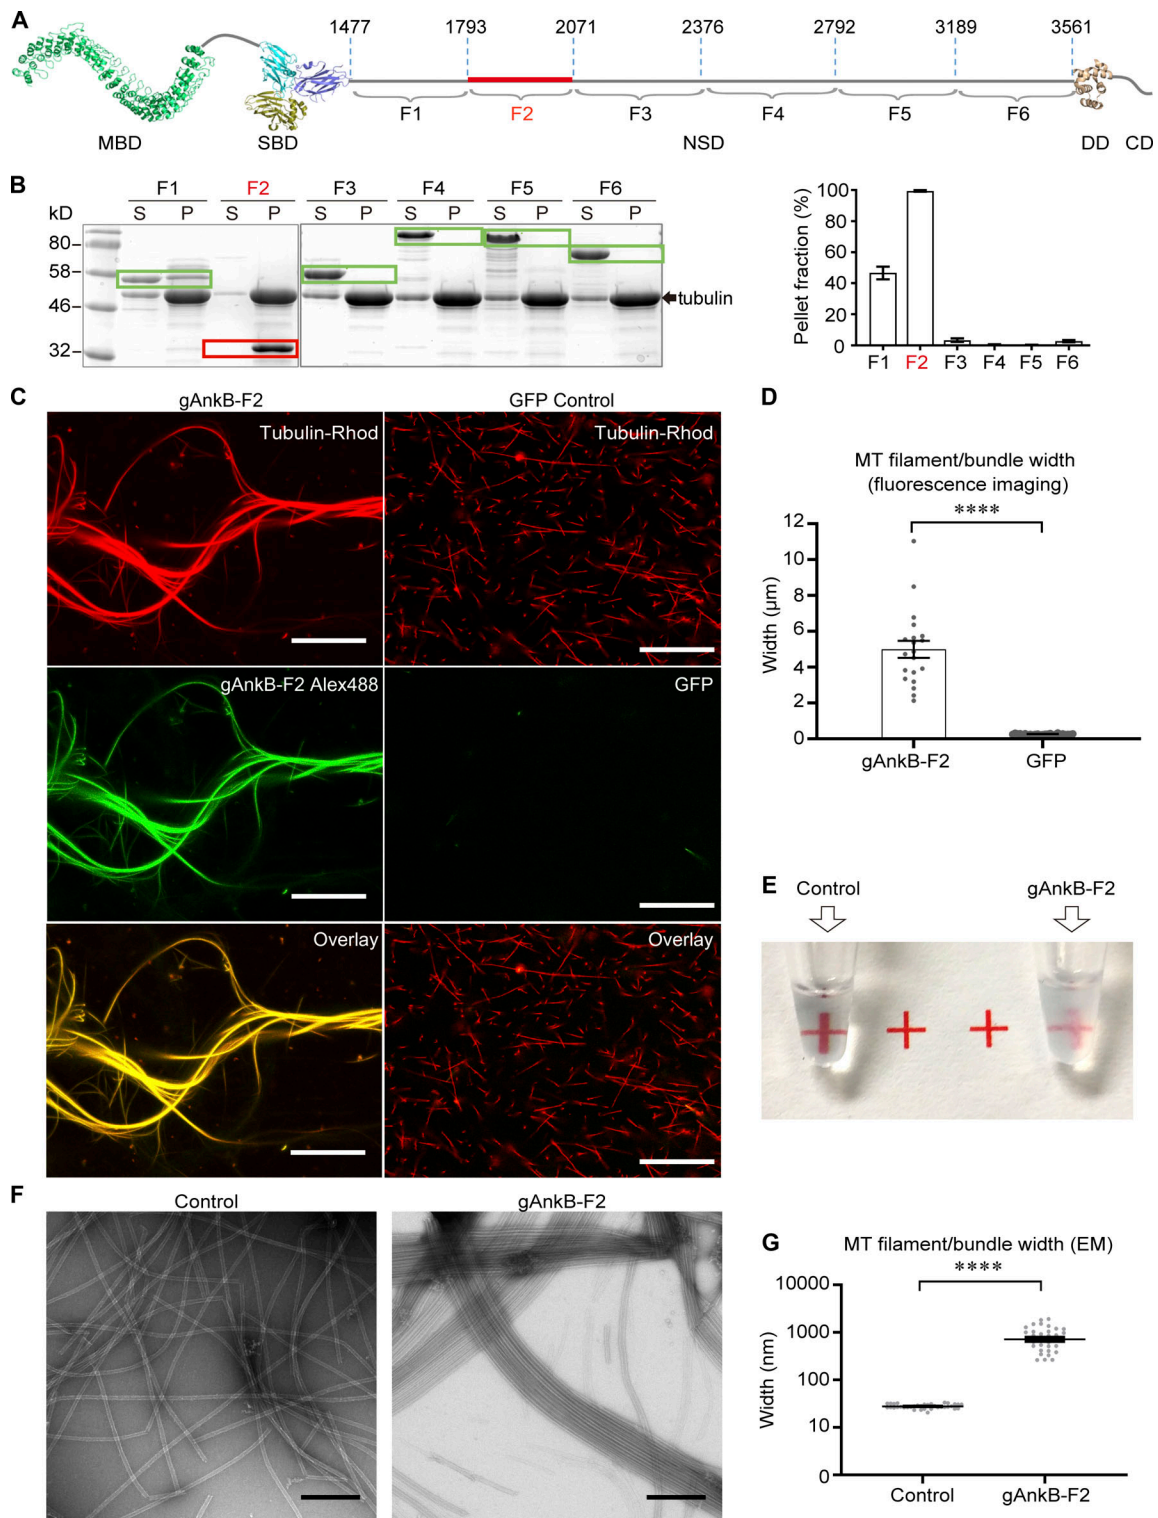 A
1477 1793 2071 2376 2792 3189 3561
F1 F2 F3 F4 F5 F6
MBD SBD NSD DD CD
B
F1 F2 F3 F4 F5 F6
kD S P S P S P S P S P S P
80
58
46
32
tubulin
Pellet fraction (%)
100
80
60
40
20
0
F1 F2 F3 F4 F5 F6
C
gAnkB-F2 GFP Control
Tubulin-Rhod Tubulin-Rhod
gAnkB-F2 Alex488 GFP
Overlay Overlay
D
MT filament/bundle width
(fluorescence imaging)
****
Width (µm)
12
10
8
6
4
2
0
gAnkB-F2 GFP
E
Control gAnkB-F2
F
Control gAnkB-F2
G
MT filament/bundle width (EM)
****
Width (nm)
10000
1000
100
10
0
Control gAnkB-F2